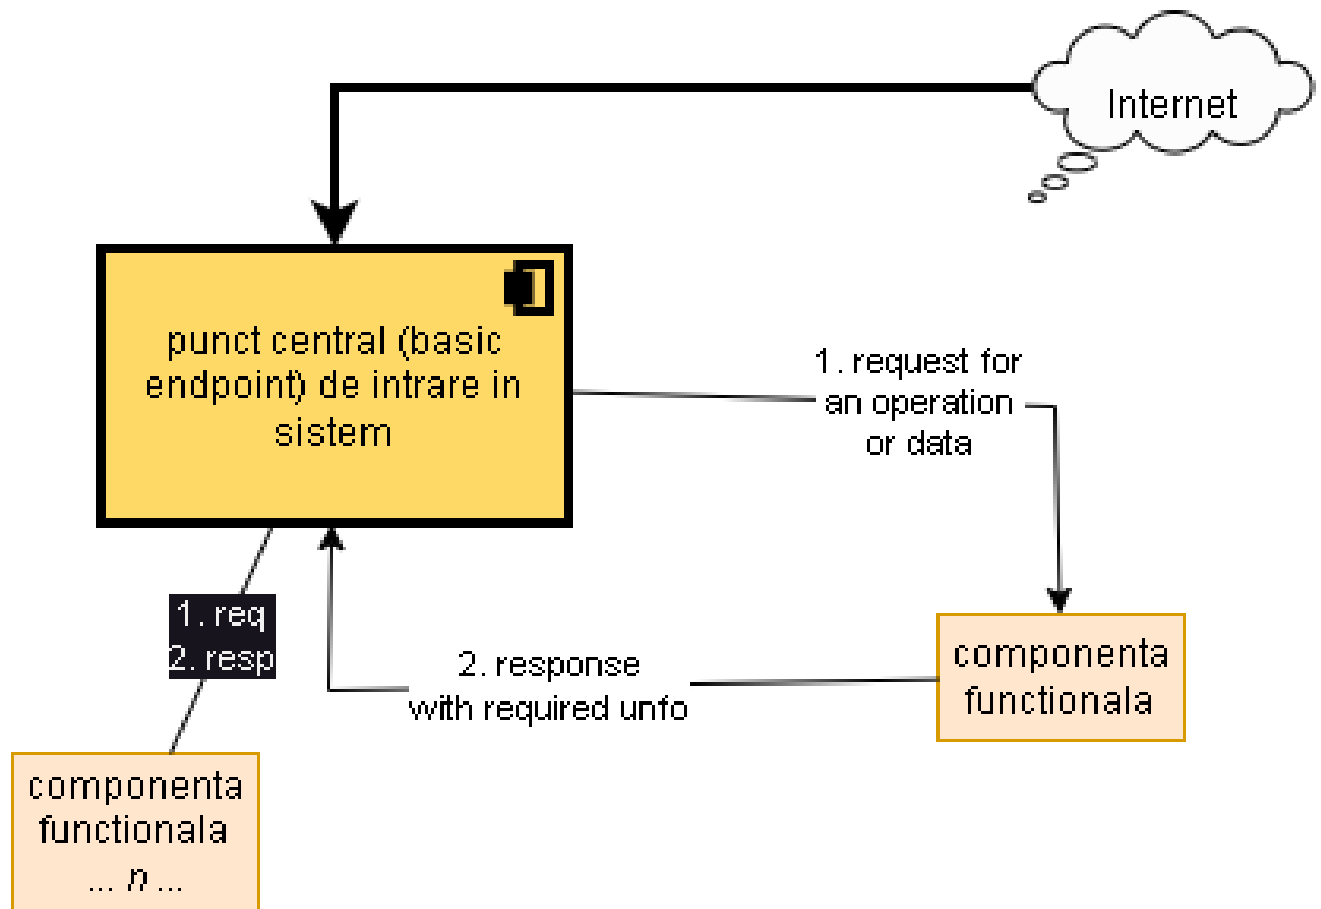 Internet
punct central (basic
endpoint) de intrare in
sistem
1. request for
an operation
or data
1. req
2. resp
2. response
with required unfo
componenta
functionala
componenta
functionala
... n ...